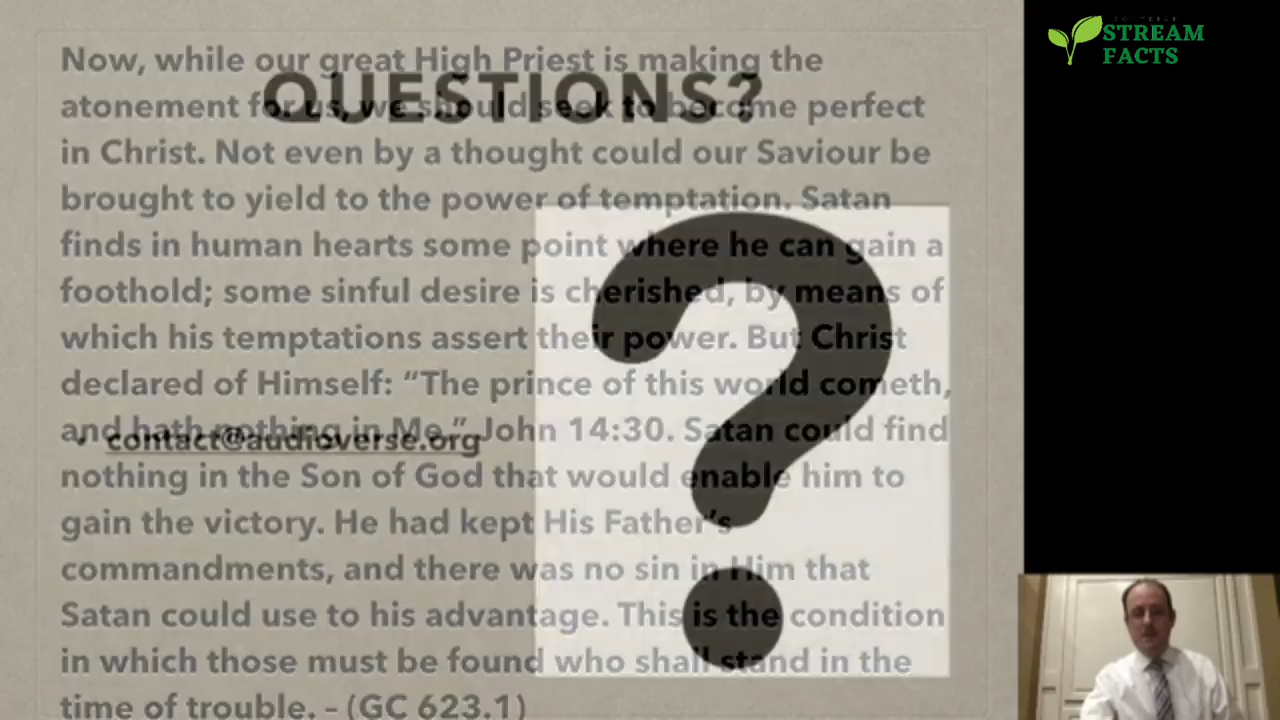 STREAM
FACTS
QUESTIONS?
Now, while our great High Priest is making the
atonement for us, we should seek to become perfect
in Christ. Not even by a thought could our Saviour be
brought to yield to the power of temptation. Satan
finds in human hearts some point where he can gain a
foothold; some sinful desire is cherished, by means of
which his temptations assert their power. But Christ
declared of Himself: “The prince of this world cometh,
and hath nothing in Me.” John 14:30. Satan could find
nothing in the Son of God that would enable him to
gain the victory. He had kept His Father’s
commandments, and there was no sin in Him that
Satan could use to his advantage. This is the condition
in which those must be found who shall stand in the
time of trouble. – (GC 623.1)
• contact@audioverse.org